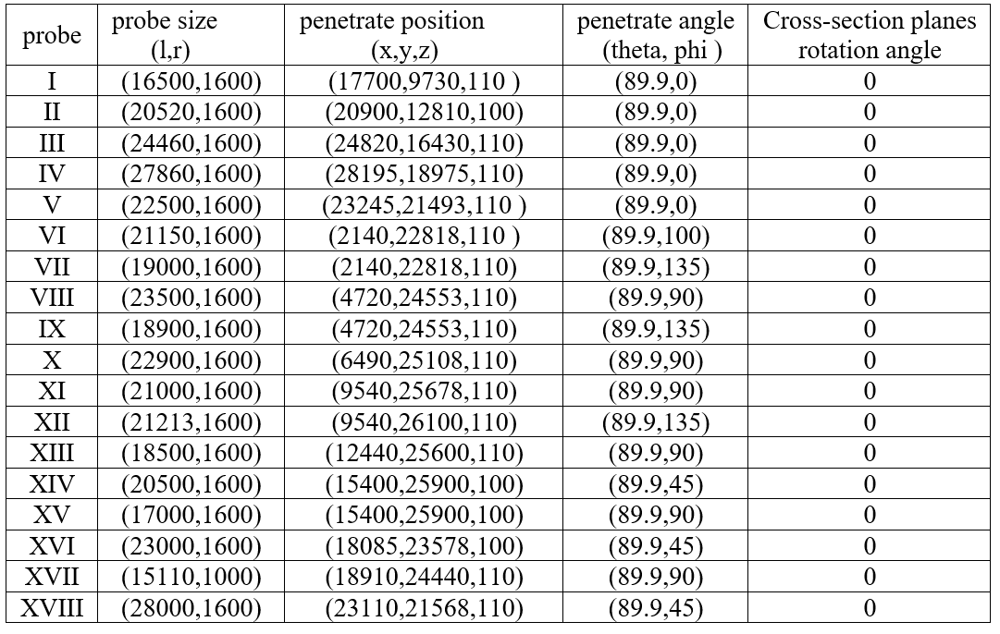 probe probe size (l,r) penetrate position (x,y,z) penetrate angle (theta, phi ) Cross-section planes rotation angle
I (16500,1600) (17700,9730,110 ) (89.9,0) 0
II (20520,1600) (20900,12810,100) (89.9,0) 0
III (24460,1600) (24820,16430,110) (89.9,0) 0
IV (27860,1600) (28195,18975,110) (89.9,0) 0
V (22500,1600) (23245,21493,110 ) (89.9,0) 0
VI (21150,1600) (2140,22818,110 ) (89.9,100) 0
VII (19000,1600) (2140,22818,110) (89.9,135) 0
VIII (23500,1600) (4720,24553,110) (89.9,90) 0
IX (18900,1600) (4720,24553,110) (89.9,135) 0
X (22900,1600) (6490,25108,110) (89.9,90) 0
XI (21000,1600) (9540,25678,110) (89.9,90) 0
XII (21213,1600) (9540,26100,110) (89.9,135) 0
XIII (18500,1600) (12440,25600,110) (89.9,90) 0
XIV (20500,1600) (15400,25900,100) (89.9,45) 0
XV (17000,1600) (15400,25900,100) (89.9,90) 0
XVI (23000,1600) (18085,23578,100) (89.9,45) 0
XVII (15110,1000) (18910,24440,110) (89.9,90) 0
XVIII (28000,1600) (23110,21568,110) (89.9,45) 0